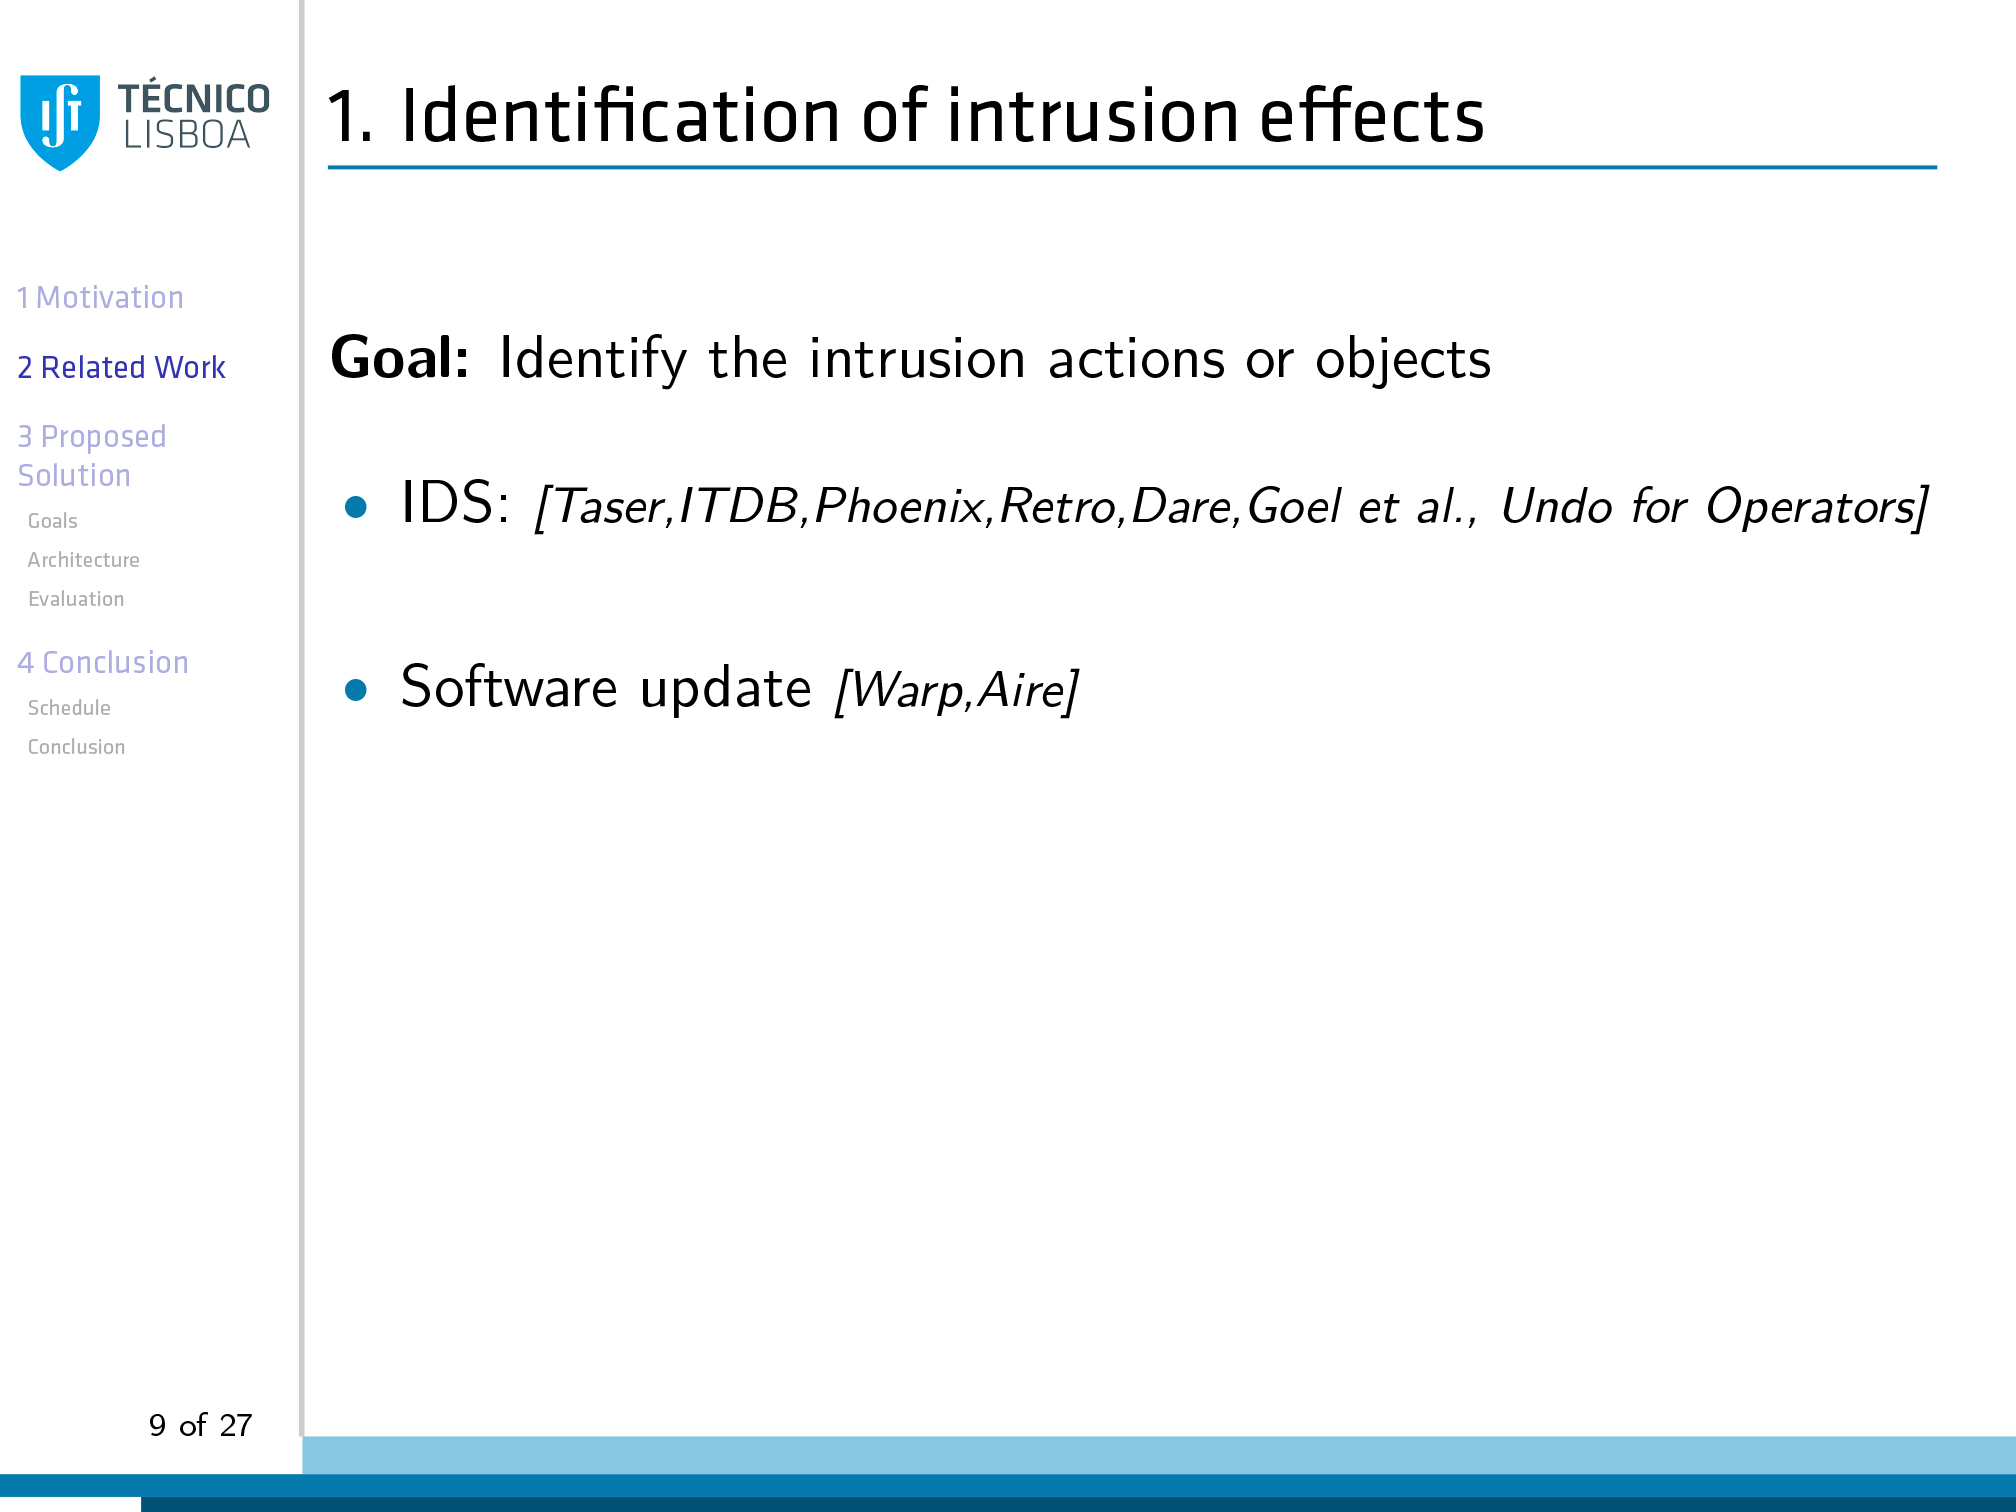 TÉCNICO
LISBOA
1. Identification of intrusion effects
1 Motivation
2 Related Work
3 Proposed
Solution
Goals
Architecture
Evaluation
4 Conclusion
Schedule
Conclusion
Goal: Identify the intrusion actions or objects
• IDS: [Taser,ITDB,Phoenix,Retro,Dare,Goel et al., Undo for Operators]
• Software update [Warp,Aire]
9 of 27